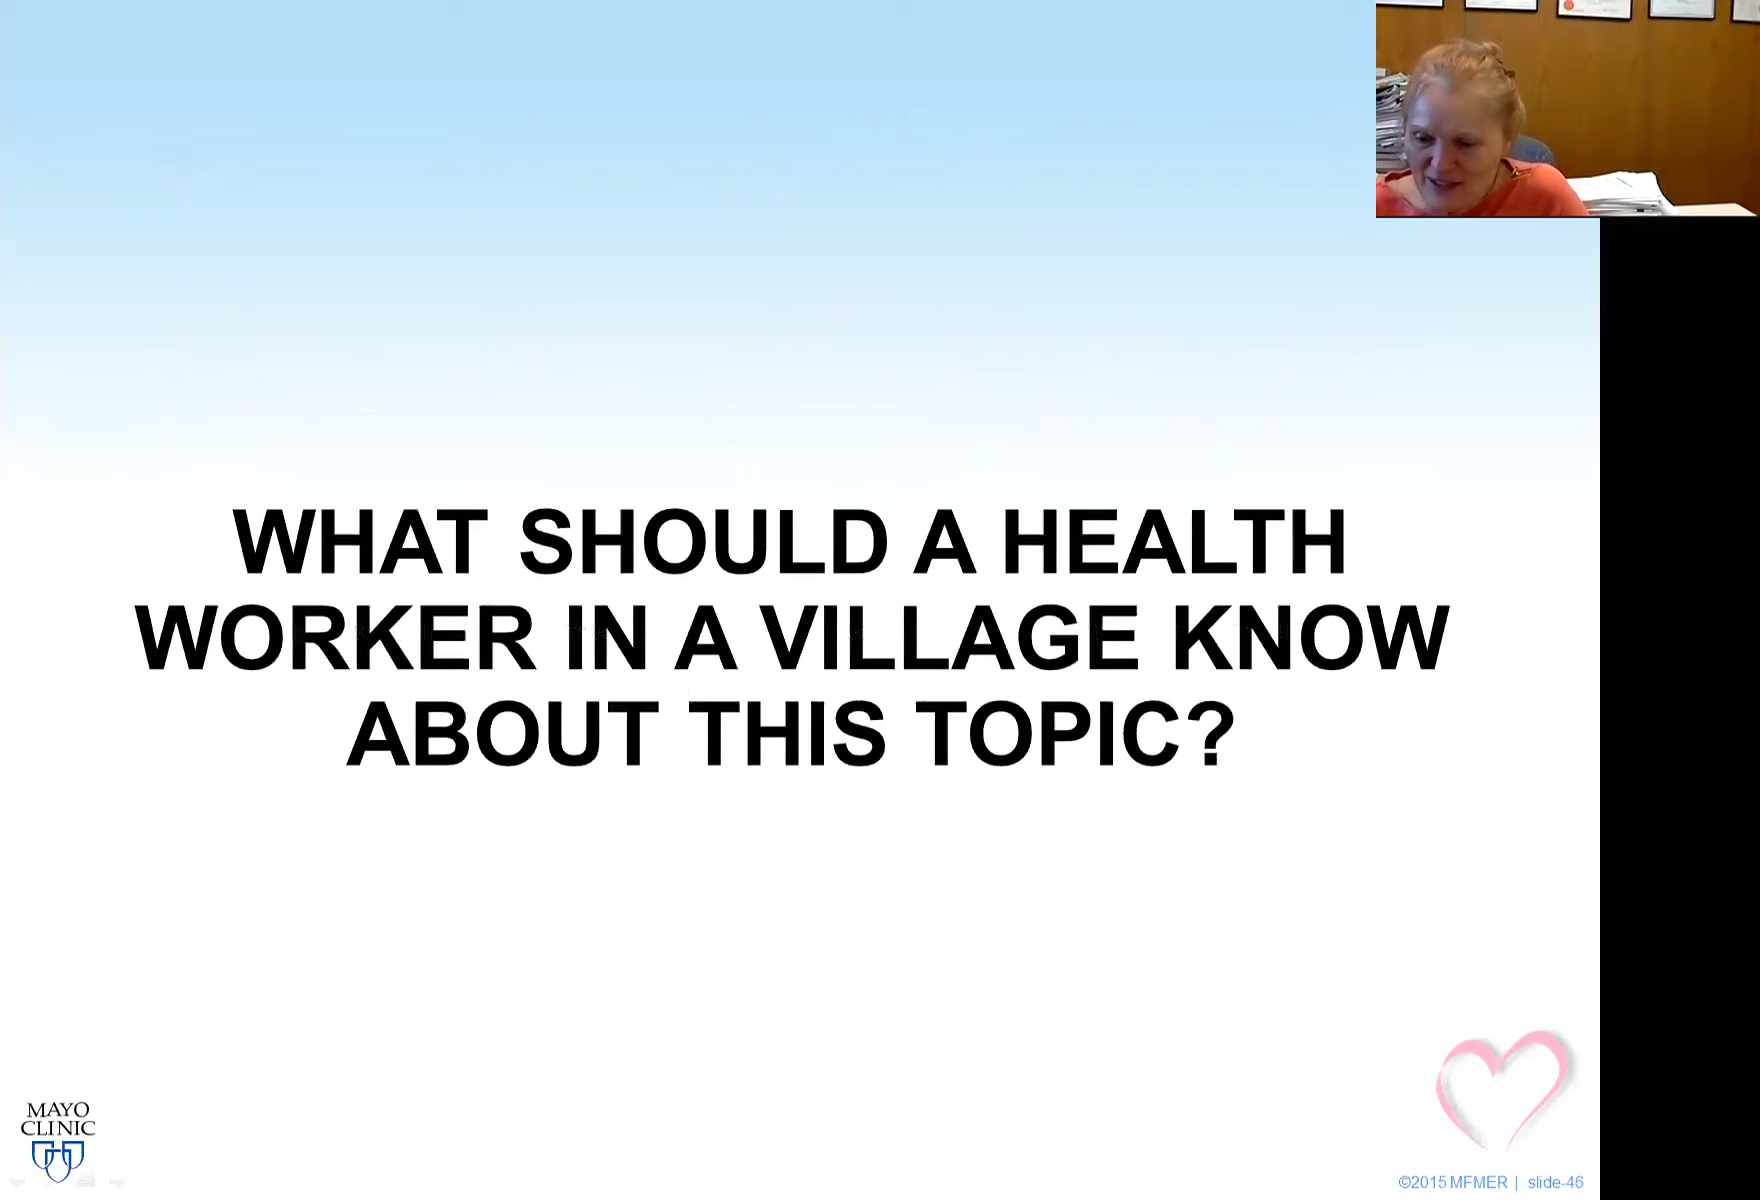 WHAT SHOULD A HEALTH
WORKER IN A VILLAGE KNOW
ABOUT THIS TOPIC?
MAYO
CLINIC
©2015 MFMER | slide-46